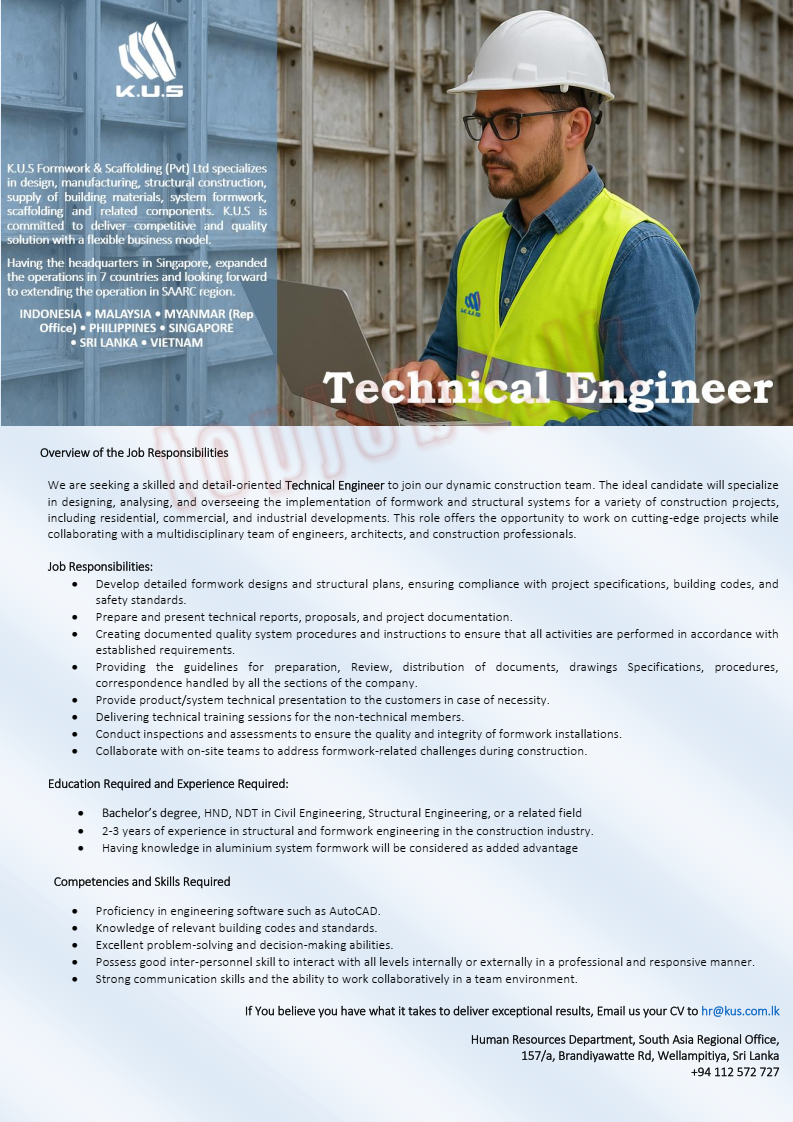 K.U.S
K.U.S Formwork & Scaffolding (Pvt) Ltd specializes
in design, manufacturing, structural construction,
supply of building materials, system formwork,
scaffolding and related components. K.U.S is
committed to deliver competitive and quality
solution with a flexible business model.
Having the headquarters in Singapore, expanded
the operations in 7 countries and looking forward
to extending the operation in SAARC region.
INDONESIA • MALAYSIA • MYANMAR (Rep
Office) • PHILIPPINES • SINGAPORE
• SRI LANKA • VIETNAM
K.U.S
Technical Engineer
Overview of the Job Responsibilities
We are seeking a skilled and detail-oriented Technical Engineer to join our dynamic construction team. The ideal candidate will specialize
in designing, analysing, and overseeing the implementation of formwork and structural systems for a variety of construction projects,
including residential, commercial, and industrial developments. This role offers the opportunity to work on cutting-edge projects while
collaborating with a multidisciplinary team of engineers, architects, and construction professionals.
Job Responsibilities:
• Develop detailed formwork designs and structural plans, ensuring compliance with project specifications, building codes, and
safety standards.
• Prepare and present technical reports, proposals, and project documentation.
• Creating documented quality system procedures and instructions to ensure that all activities are performed in accordance with
established requirements.
• Providing the guidelines for preparation, Review, distribution of documents, drawings Specifications, procedures,
correspondence handled by all the sections of the company.
• Provide product/system technical presentation to the customers in case of necessity.
• Delivering technical training sessions for the non-technical members.
• Conduct inspections and assessments to ensure the quality and integrity of formwork installations.
• Collaborate with on-site teams to address formwork-related challenges during construction.
Education Required and Experience Required:
• Bachelor's degree, HND, NDT in Civil Engineering, Structural Engineering, or a related field
• 2-3 years of experience in structural and formwork engineering in the construction industry.
• Having knowledge in aluminium system formwork will be considered as added advantage
Competencies and Skills Required
• Proficiency in engineering software such as AutoCAD.
• Knowledge of relevant building codes and standards.
• Excellent problem-solving and decision-making abilities.
• Possess good inter-personnel skill to interact with all levels internally or externally in a professional and responsive manner.
• Strong communication skills and the ability to work collaboratively in a team environment.
If You believe you have what it takes to deliver exceptional results, Email us your CV to hr@kus.com.lk
Human Resources Department, South Asia Regional Office,
157/a, Brandiyawatte Rd, Wellampitiya, Sri Lanka
+94 112 572 727